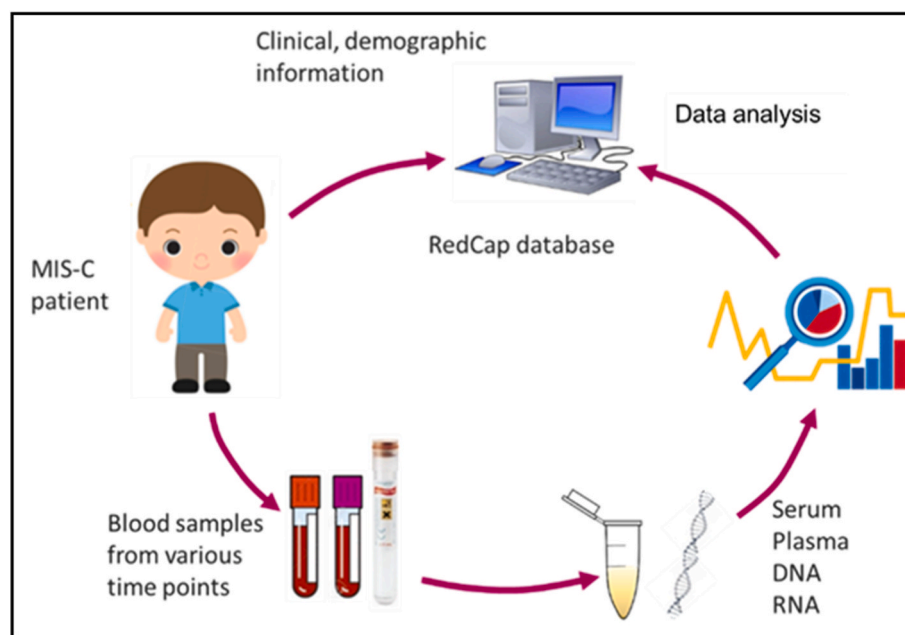 Clinical, demographic
information
Data analysis
RedCap database
MIS-C
patient
Blood samples
from various
time points
Serum
Plasma
DNA
RNA